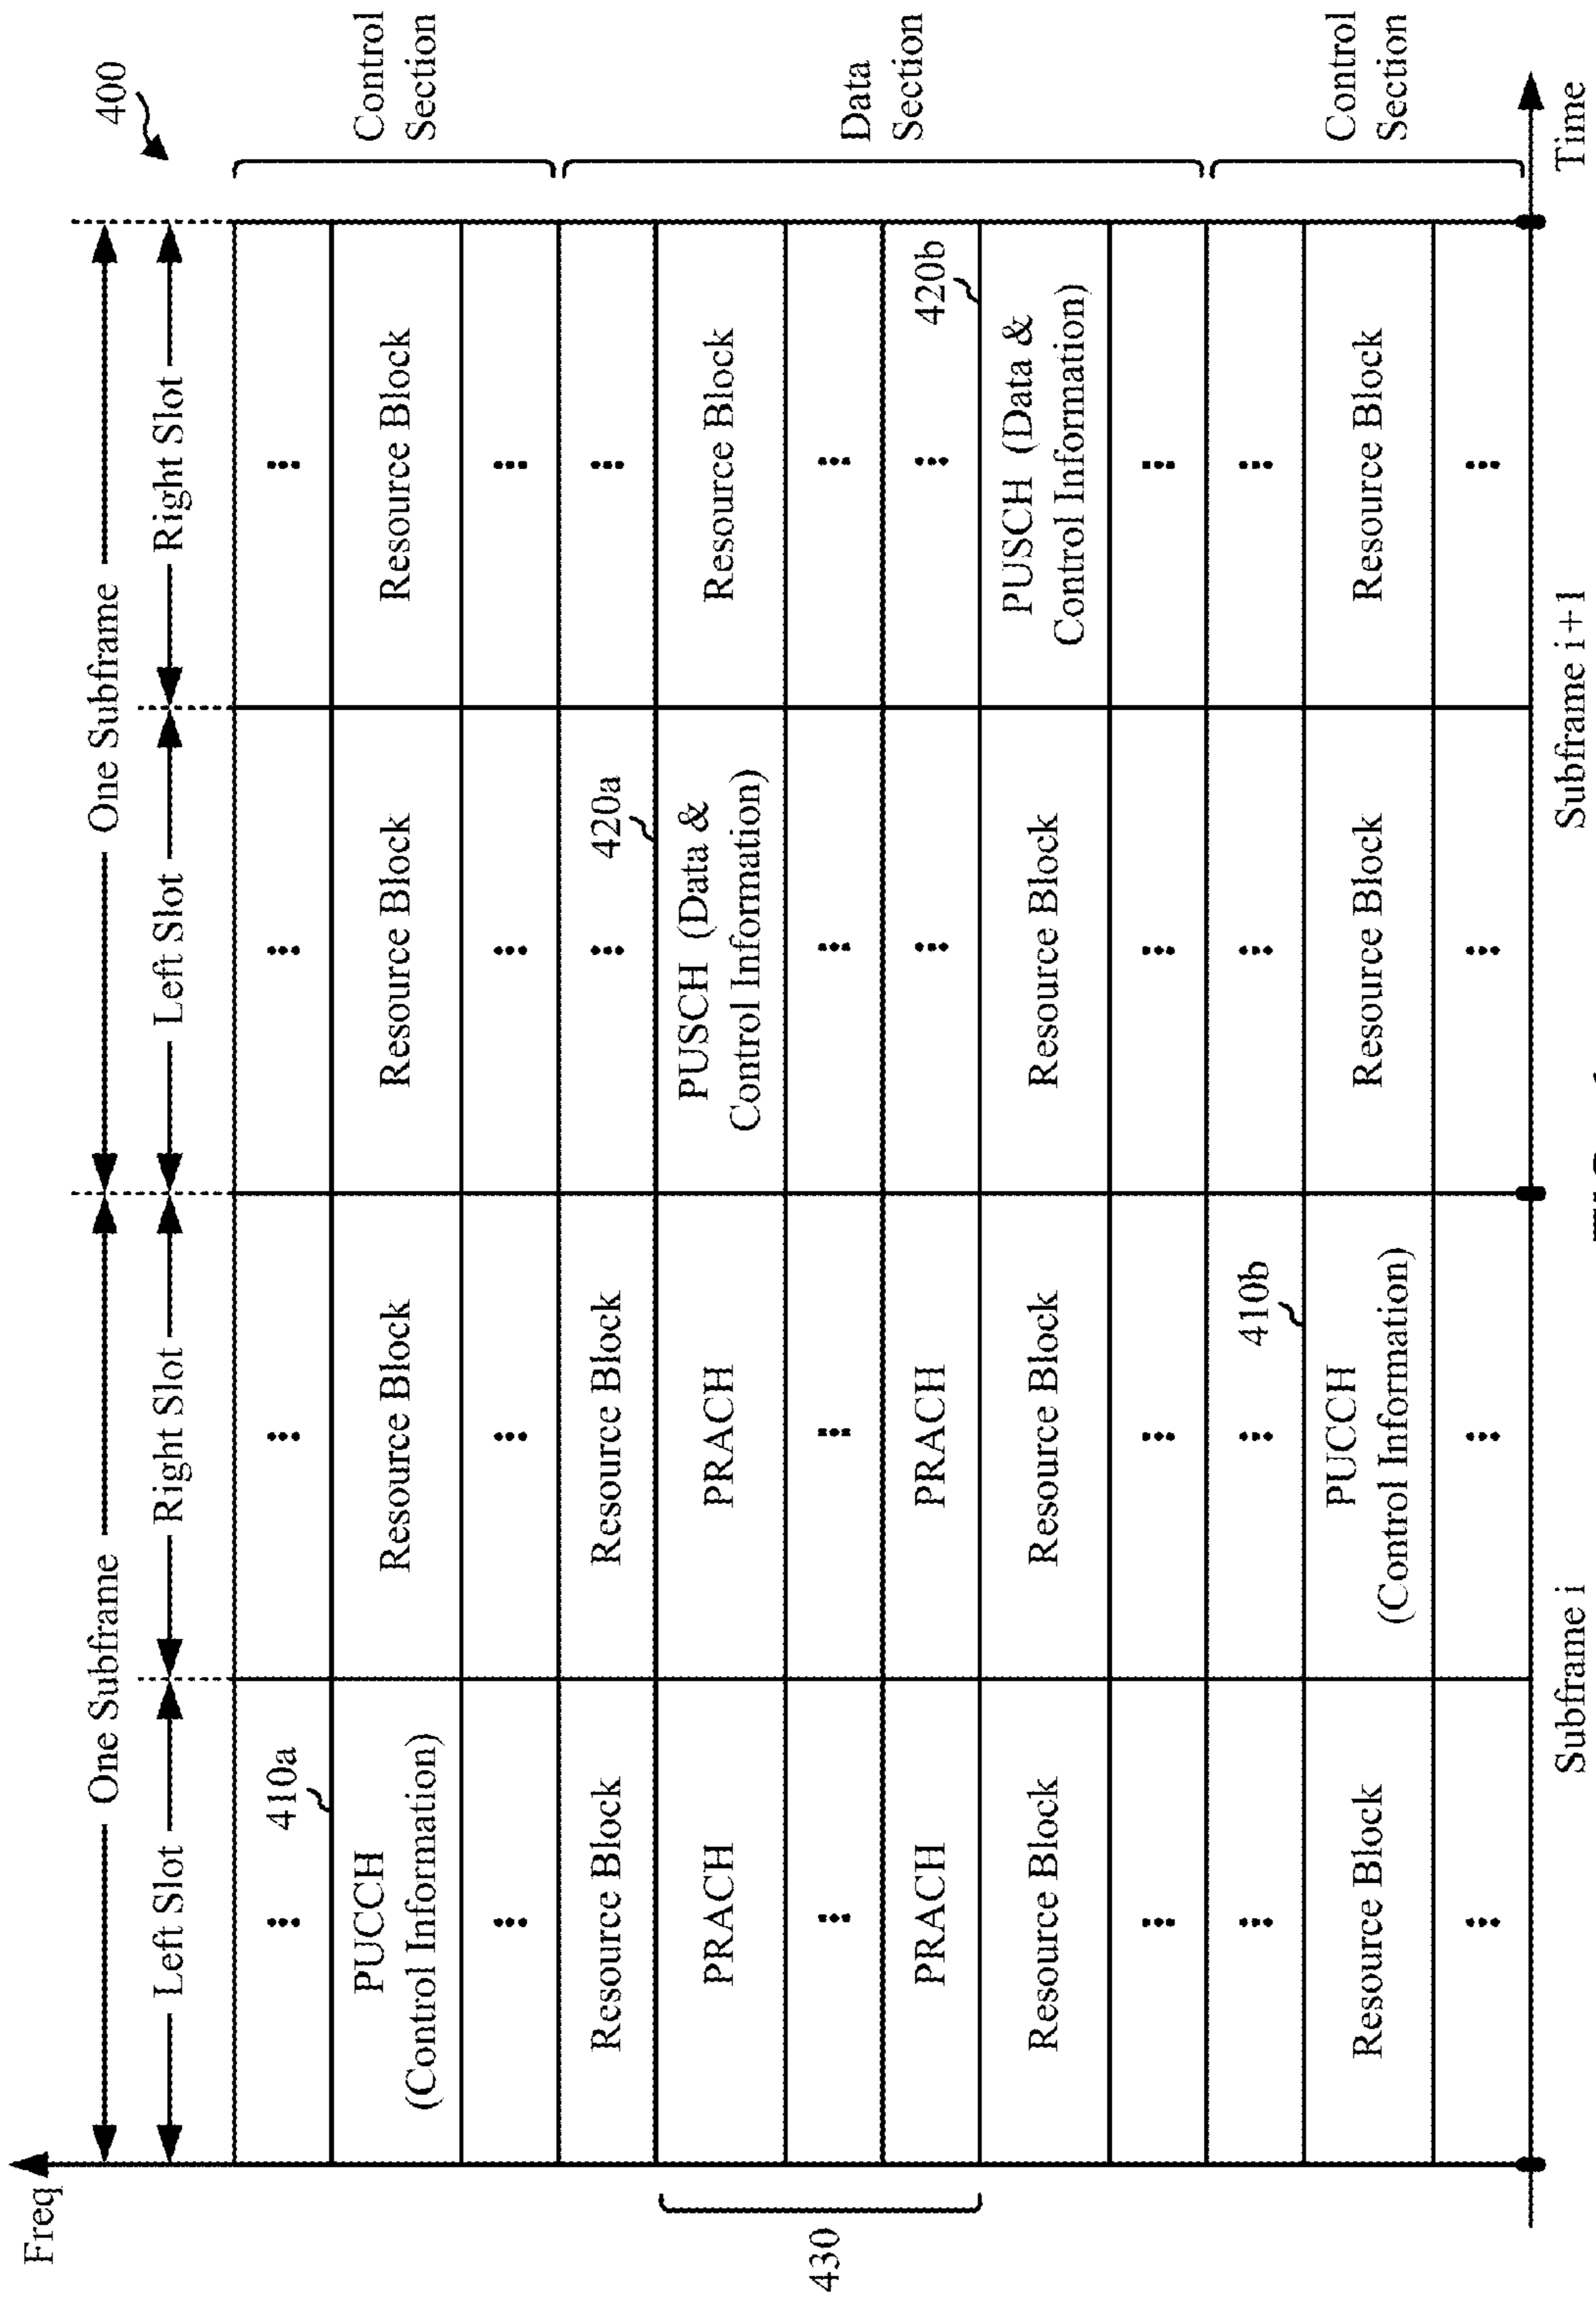 400
Freq
One Subframe
One Subframe
Left Slot
Right Slot
Left Slot
Right Slot
⋮
410a
⋮
⋮
⋮
PUCCH
(Control Information)
Resource Block
Resource Block
Resource Block
Control
Section
⋮
⋮
⋮
⋮
Resource Block
Resource Block
⋮
420a
⋮
430
PRACH
PRACH
PUSCH (Data &
Control Information)
Resource Block
⋮
⋮
⋮
⋮
Data
Section
PRACH
PRACH
⋮
⋮
420b
Resource Block
Resource Block
Resource Block
PUSCH (Data &
Control Information)
⋮
⋮
⋮
⋮
⋮
⋮
410b
⋮
⋮
Resource Block
PUCCH
(Control Information)
Resource Block
Resource Block
Control
Section
⋮
⋮
⋮
⋮
Time
Subframe i
Subframe i+1